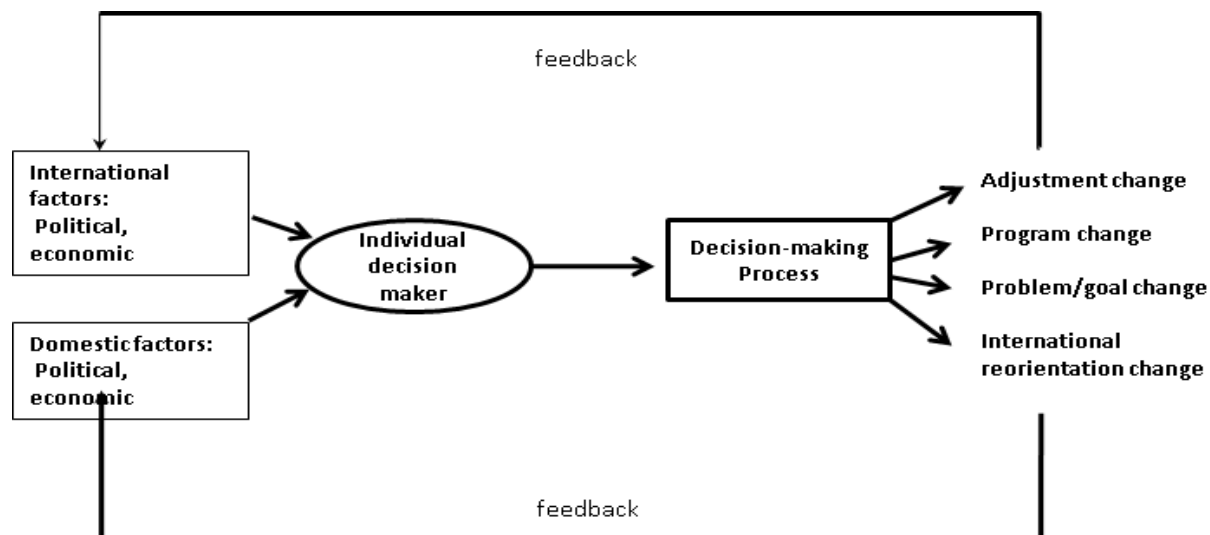 feedback
International
factors:
Political,
economic
Individual
decision
maker
Decision-making
Process
Adjustment change
Program change
Problem/goal change
International
reorientation change
Domestic factors:
Political,
economic
feedback